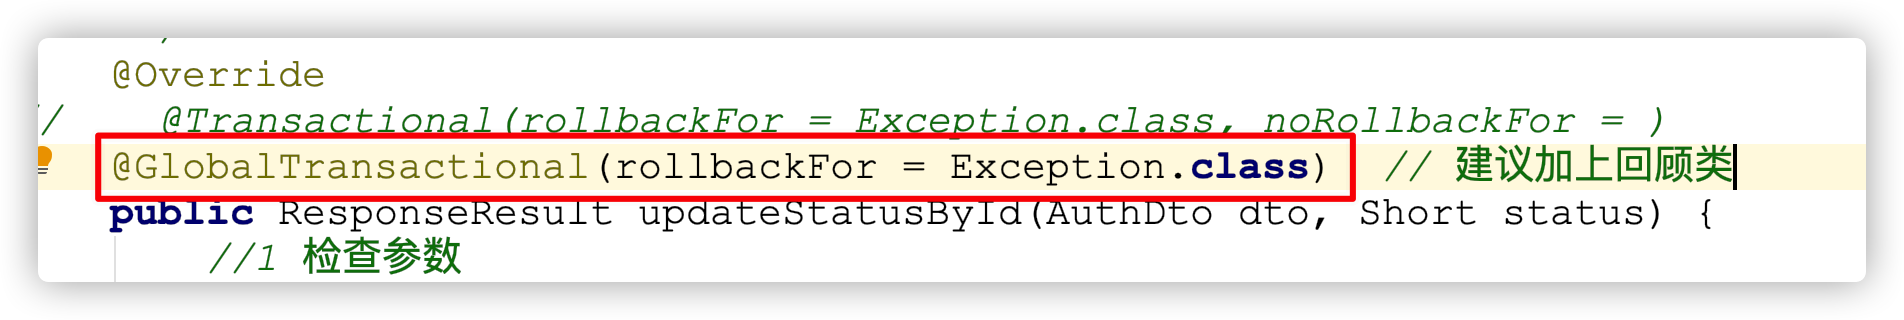 @Override
// @Transactional(rollbackFor = Exception.class, noRollbackFor = )
@GlobalTransactional(rollbackFor = Exception.class) // 建议加上回顾类
public ResponseResult updateStatusById(AuthDto dto, Short status) {
//1 检查参数